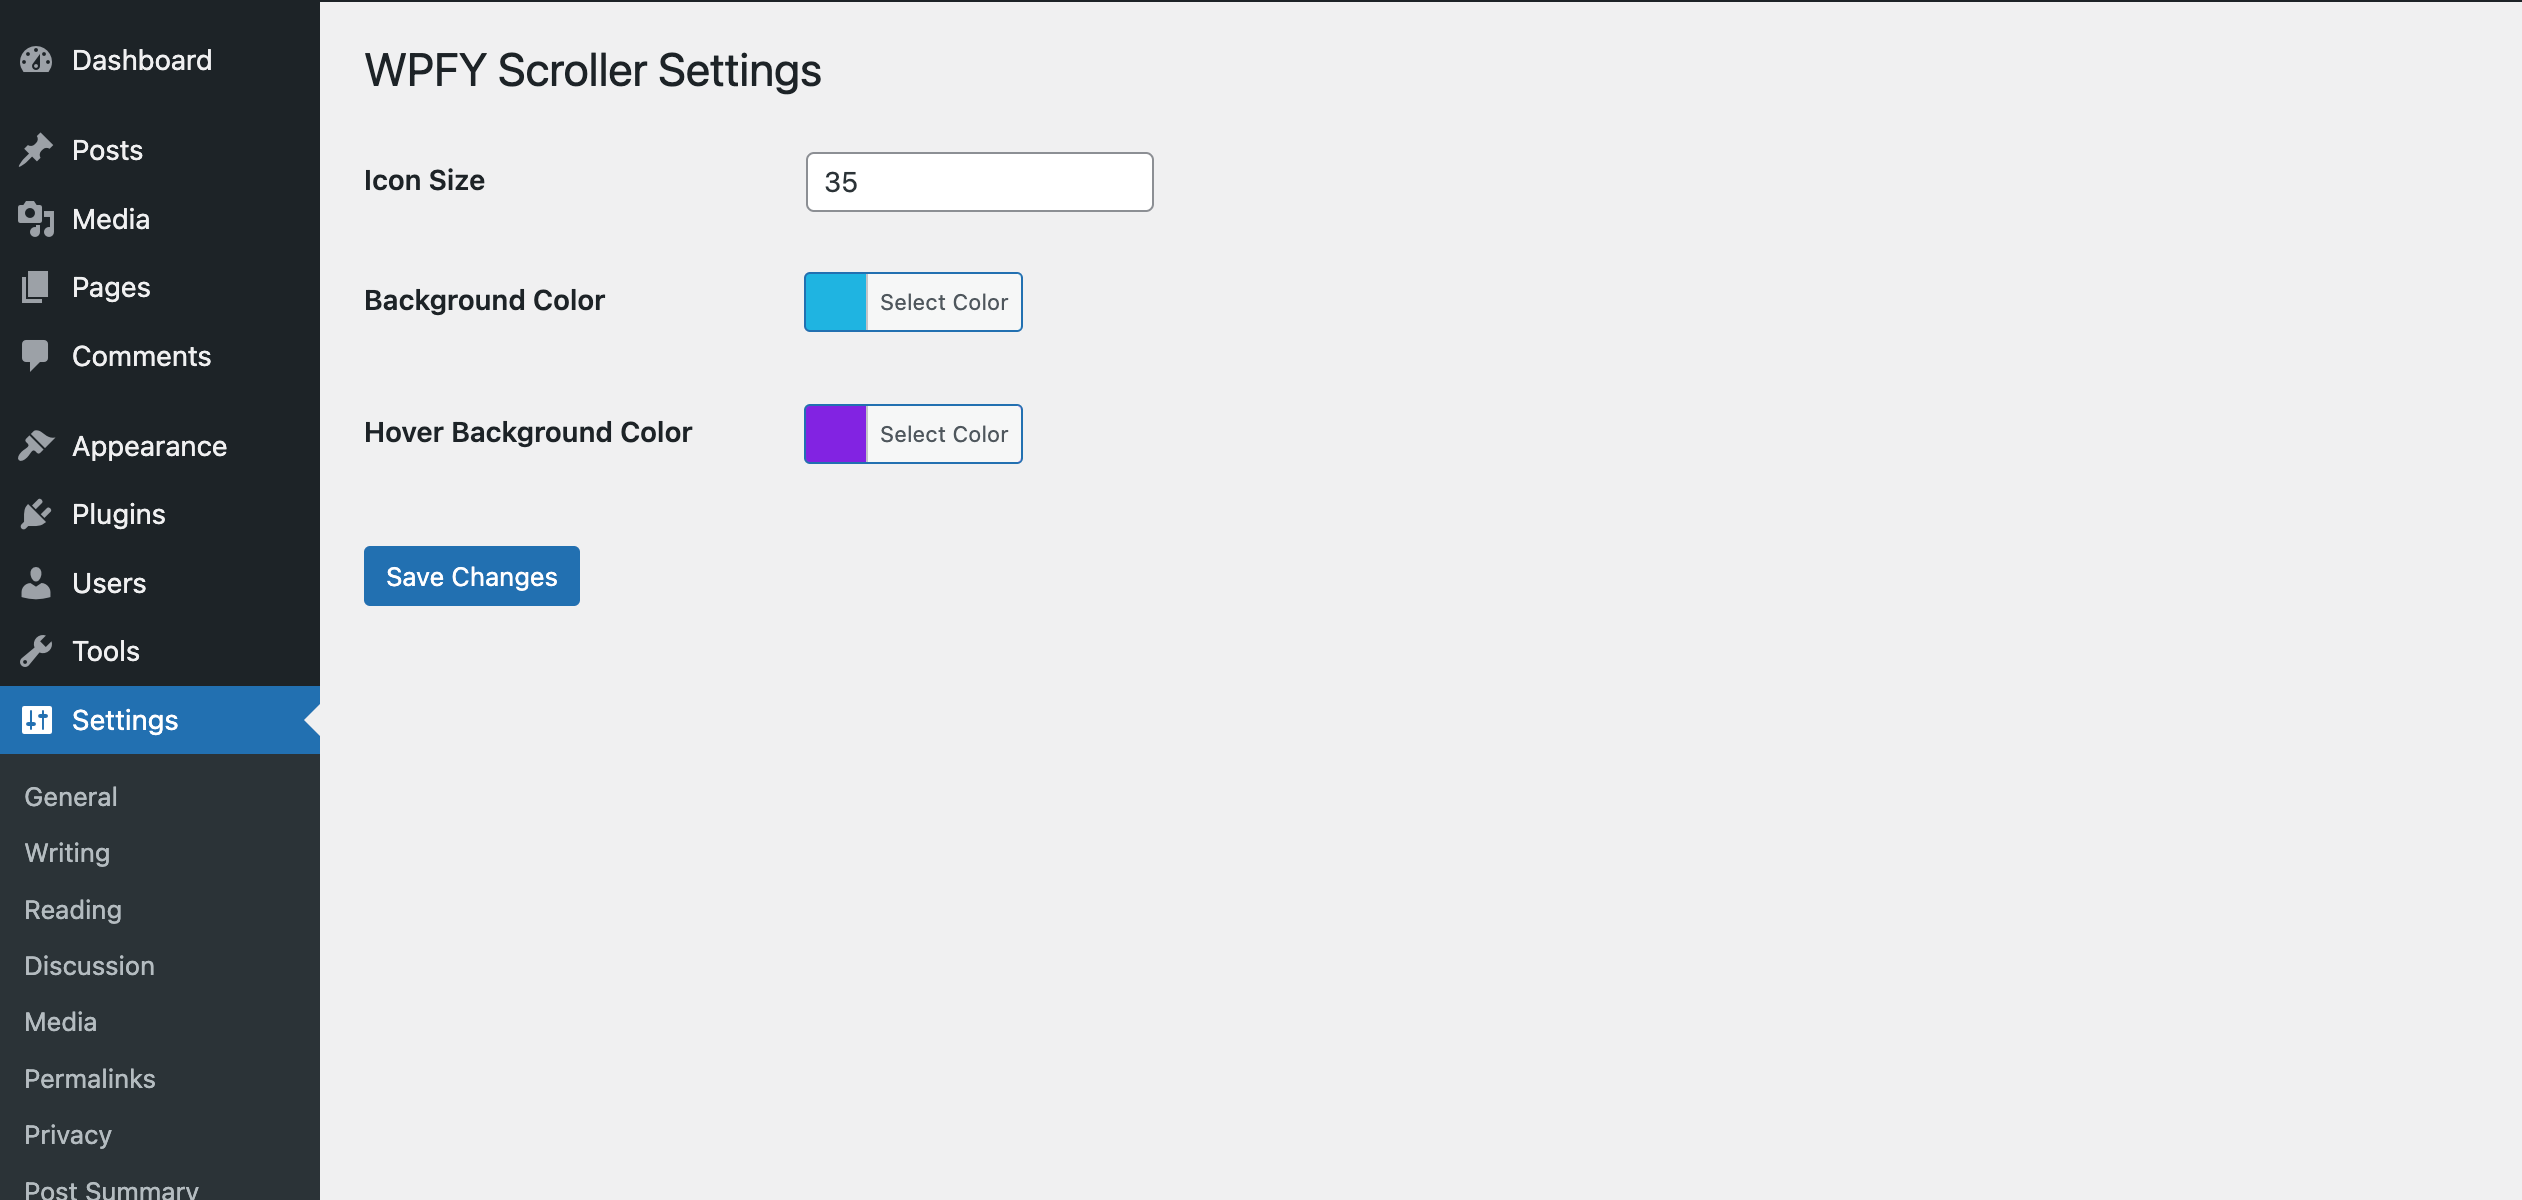 Dashboard
Posts
Media
Pages
Comments
Appearance
Plugins
Users
Tools
Settings
General
Writing
Reading
Discussion
Media
Permalinks
Privacy
Post Summary
WPFY Scroller Settings
Icon Size
35
Background Color
Select Color
Hover Background Color
Select Color
Save Changes